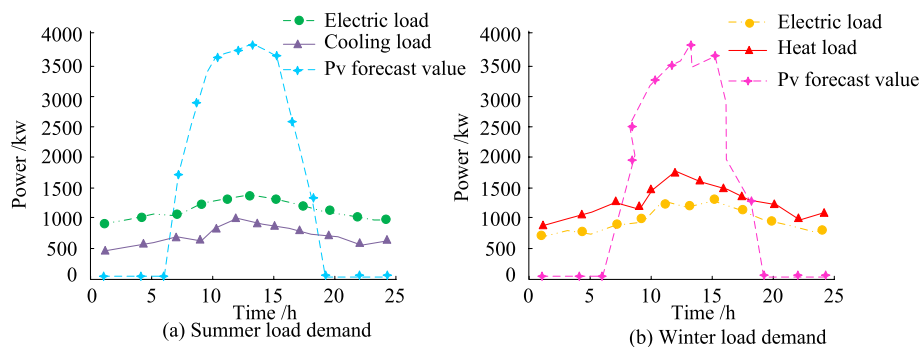 Electric load
Cooling load
Pv forecast value
4000
3500
3000
2500
2000
1500
1000
500
0
Power /kw
0 5 10 15 20 25
Time /h
(a) Summer load demand
Electric load
Heat load
Pv forecast value
4000
3500
3000
2500
2000
1500
1000
500
0
Power /kw
0 5 10 15 20 25
Time /h
(b) Winter load demand